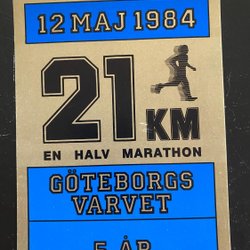 12 MAJ 1984
21 KM
EN HALV MARATHON
GÖTEBORGS
VARVET
5 ÅR